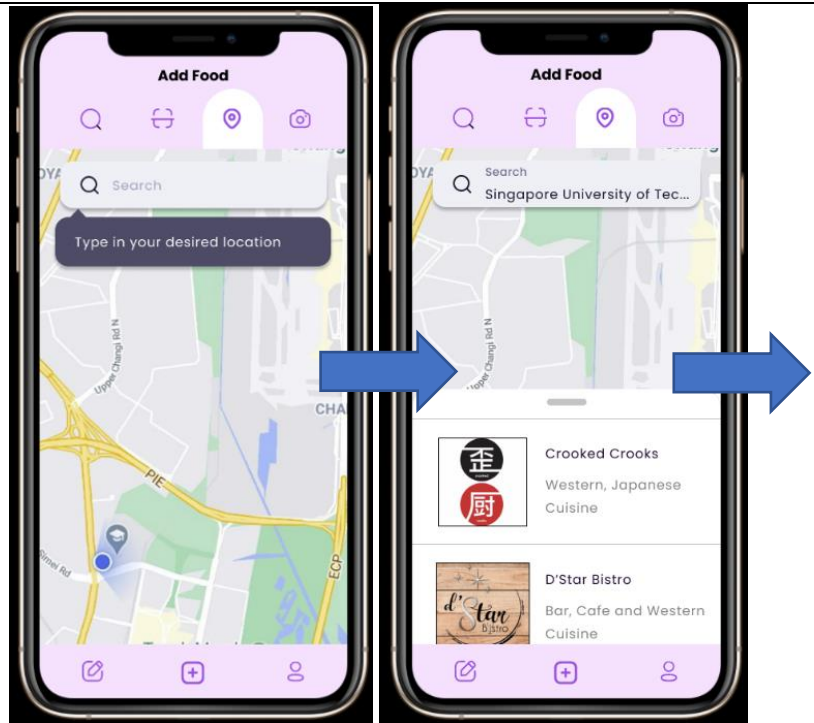 Add Food
Search
Type in your desired location
Upper Changi Rd N
CHA
PIE
Simei Rd
ECP
Add Food
Search
Singapore University of Tec...
Upper Changi Rd N
Crooked Crooks
Western, Japanese
Cuisine
歪
厨
D'Star Bistro
Bar, Cafe and Western
Cuisine
d'Star
bistro